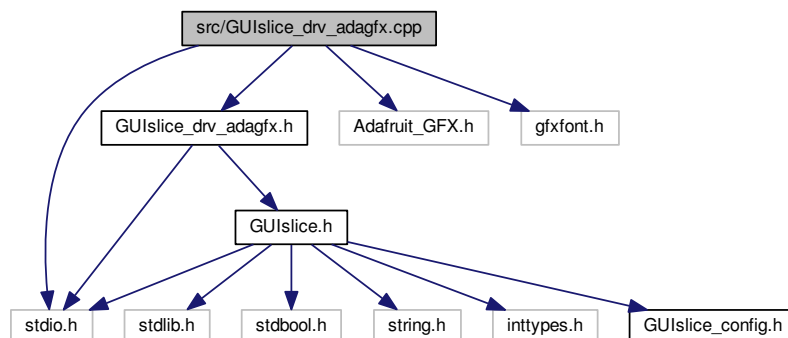 src/GUIslice_drv_adagfx.cpp
GUIslice_drv_adagfx.h
Adafruit_GFX.h
gfxfont.h
GUIslice.h
stdio.h
stdlib.h
stdbool.h
string.h
inttypes.h
GUIslice_config.h